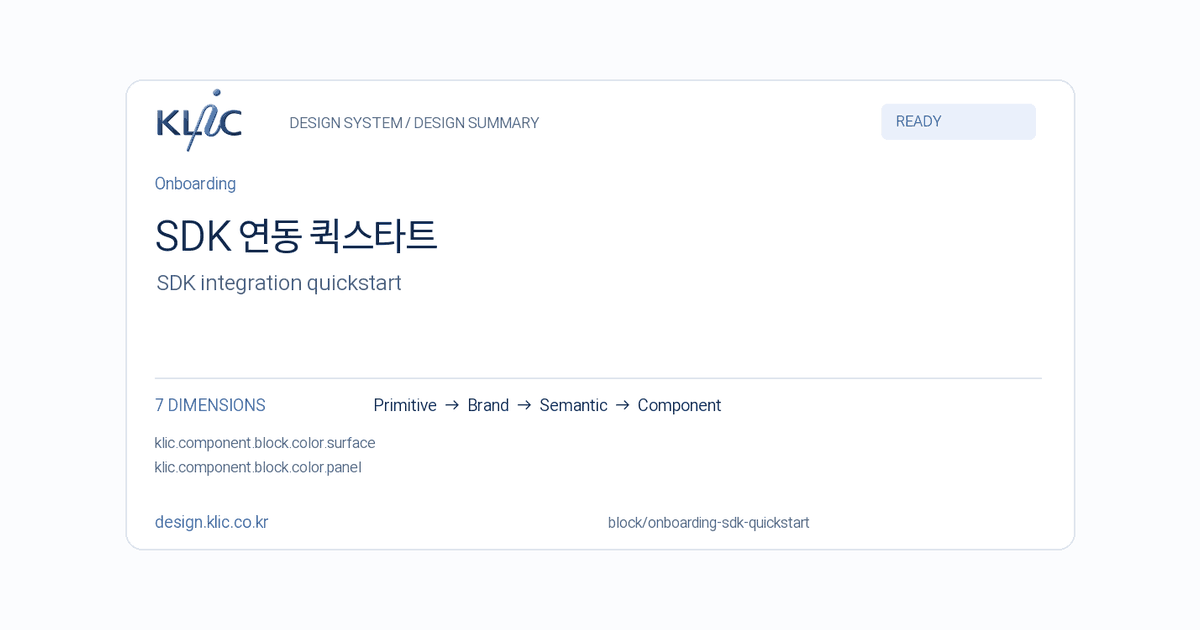 KLiC
DESIGN SYSTEM / DESIGN SUMMARY
READY
Onboarding
SDK 연동 퀵스타트
SDK integration quickstart
7 DIMENSIONS
Primitive → Brand → Semantic → Component
klic.component.block.color.surface
klic.component.block.color.panel
design.klic.co.kr
block/onboarding-sdk-quickstart